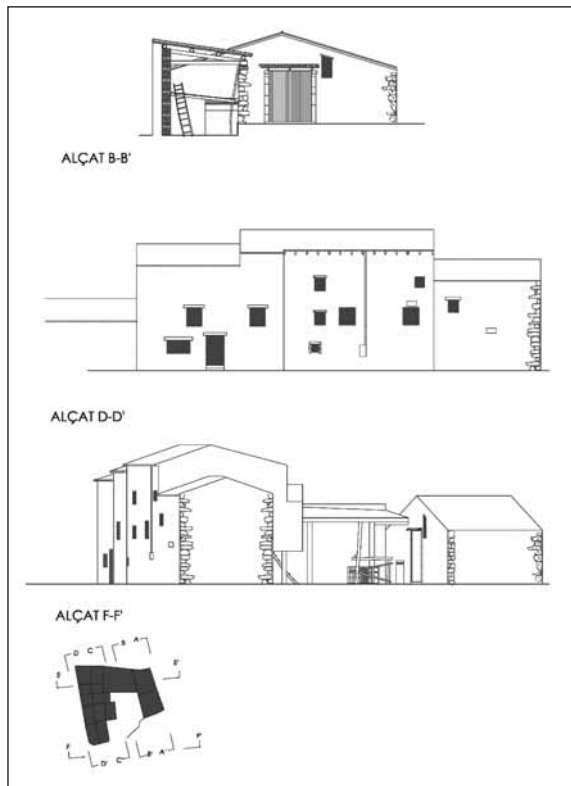 ALÇAT B-B'
ALÇAT D-D'
ALÇAT F-F'
D C B A
E E'
F F'
D' C' B' A'